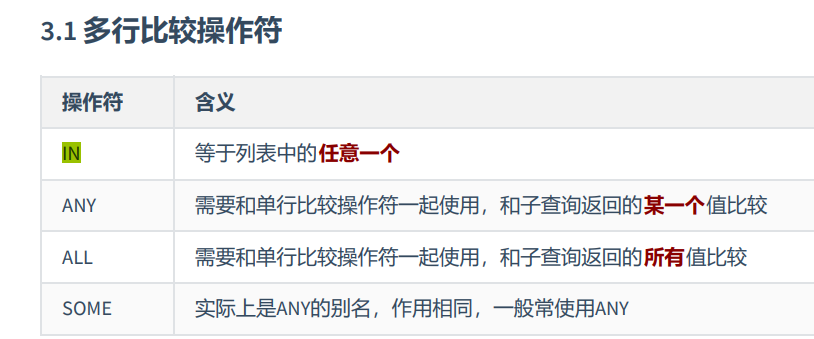 3.1 多行比较操作符
操作符 含义
IN 等于列表中的任意一个
ANY 需要和单行比较操作符一起使用，和子查询返回的某一个值比较
ALL 需要和单行比较操作符一起使用，和子查询返回的所有值比较
SOME 实际上是ANY的别名，作用相同，一般常使用ANY